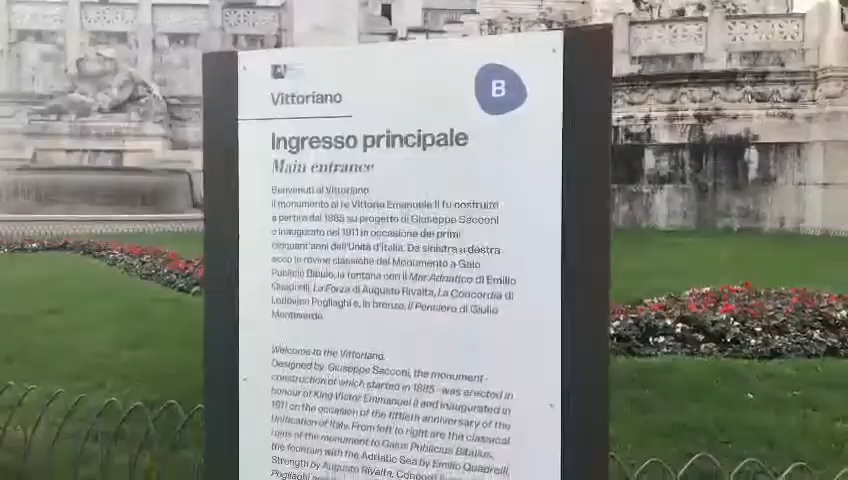 Vittoriano
B
Ingresso principale
Main entrance
Benvenuti al Vittoriano.
Il monumento al re Vittorio Emanuele II fu costruito
a partire dal 1885 su progetto di Giuseppe Sacconi
e inaugurato nel 1911 in occasione dei primi
cinquant'anni dell'Unità d'Italia. Da sinistra a destra
ecco le rovine classiche del Monumento a Gaio
Publicio Bibulo, la fontana con il Mar Adriatico di Emilio
Quadrelli, La Forza di Augusto Rivalta, La Concordia di
Lodovico Pogliaghi e, in bronzo, Il Pensiero di Giulio
Monteverde.
Welcome to the Vittoriano.
Designed by Giuseppe Sacconi, the monument -
construction of which started in 1885 - was erected in
honour of King Victor Emanuel II and inaugurated in
1911 on the occasion of the fiftieth anniversary of the
Unification of Italy. From left to right are the classical
ruins of the monument to Gaius Publicius Bibulus,
the fountain with the Adriatic Sea by Emilio Quadrelli,
Strength by Augusto Rivalta, Concord
Pogliaghi